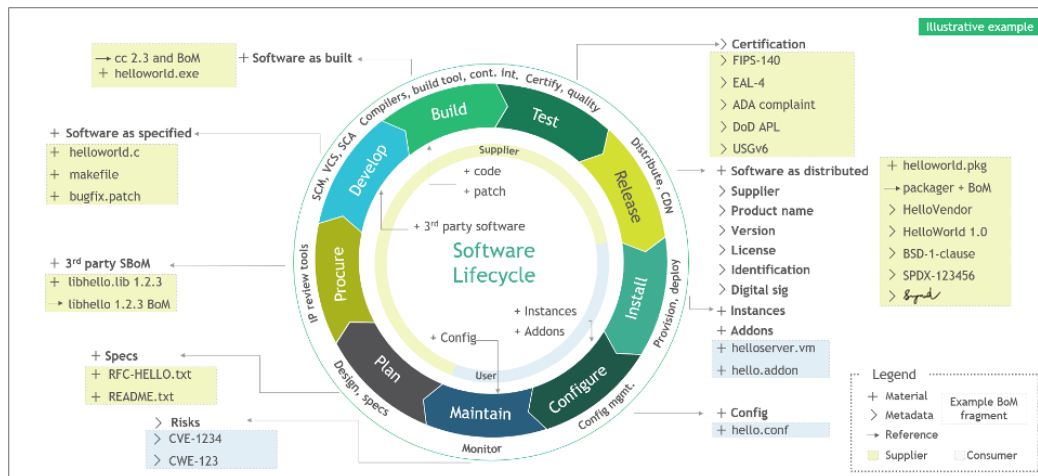 Illustrative example
cc 2.3 and BoM
+ helloworld.exe
+ Software as built
+ Software as specified
+ helloworld.c
+ makefile
+ bugfix.patch
+ 3rd party SBoM
+ libhello.lib 1.2.3
libhello 1.2.3 BoM
+ Specs
+ RFC-HELLO.txt
+ README.txt
> Risks
> CVE-1234
> CWE-123
Compilers, build tool, cont. Int.
Certify, quality
SCM, VCS, SCA
Distribute, CDN
IP review tools
Provision, deploy
Design, specs
Config mgmt.
Monitor
Build
Test
Develop
Release
Procure
Install
Plan
Configure
Maintain
Supplier
+ code
+ patch
+ 3rd party software
Software
Lifecycle
+ Instances
+ Addons
+ Config
User
> Certification
> FIPS-140
> EAL-4
> ADA complaint
> DoD APL
> USGv6
+ Software as distributed
> Supplier
> Product name
> Version
> License
> Identification
> Digital sig
+ Instances
+ Addons
+ helloserver.vm
+ hello.addon
+ Config
+ hello.conf
+ helloworld.pkg
packager + BoM
> HelloVendor
> HelloWorld 1.0
> BSD-1-clause
> SPDX-123456
Legend
+ Material
> Metadata
Reference
Example BoM
fragment
Supplier
Consumer